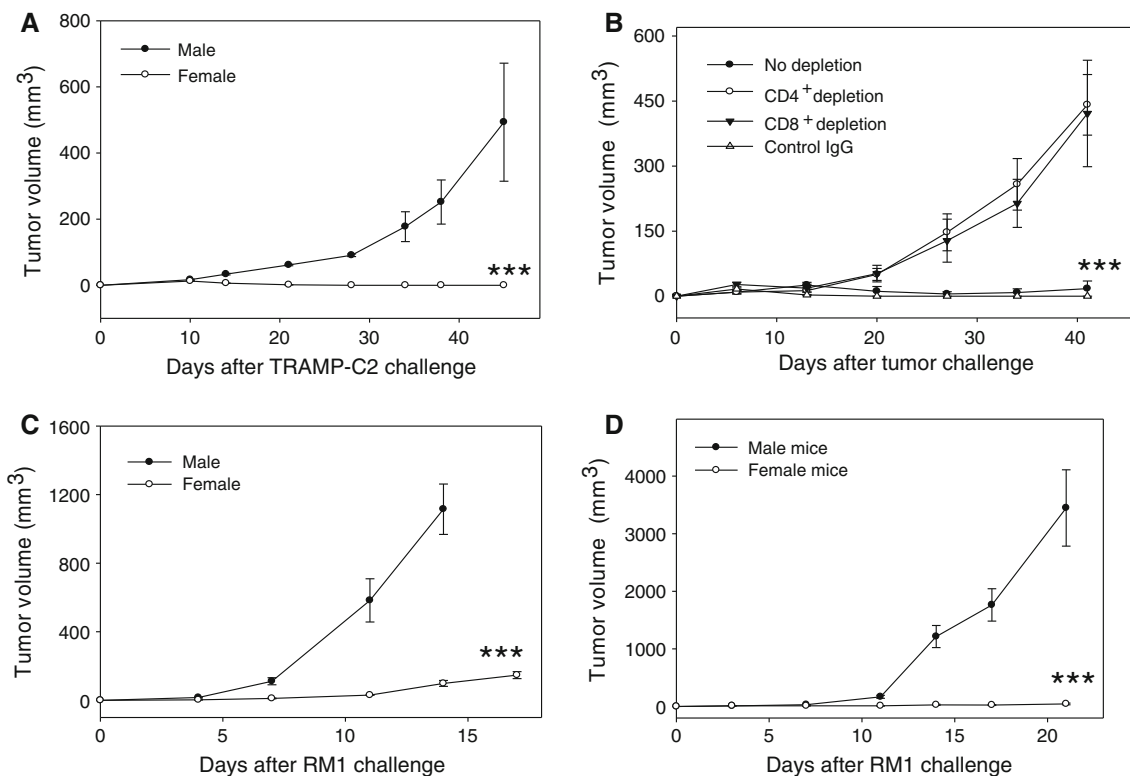 A
Tumor volume (mm³)
800
600
400
200
0
Male
Female
***
0
10
20
30
40
Days after TRAMP-C2 challenge
B
Tumor volume (mm³)
600
450
300
150
0
No depletion
CD4⁺ depletion
CD8⁺ depletion
Control IgG
***
0
10
20
30
40
Days after tumor challenge
C
Tumor volume (mm³)
1600
1200
800
400
0
Male
Female
***
0
5
10
15
Days after RM1 challenge
D
Tumor volume (mm³)
4000
3000
2000
1000
0
Male mice
Female mice
***
0
5
10
15
20
Days after RM1 challenge